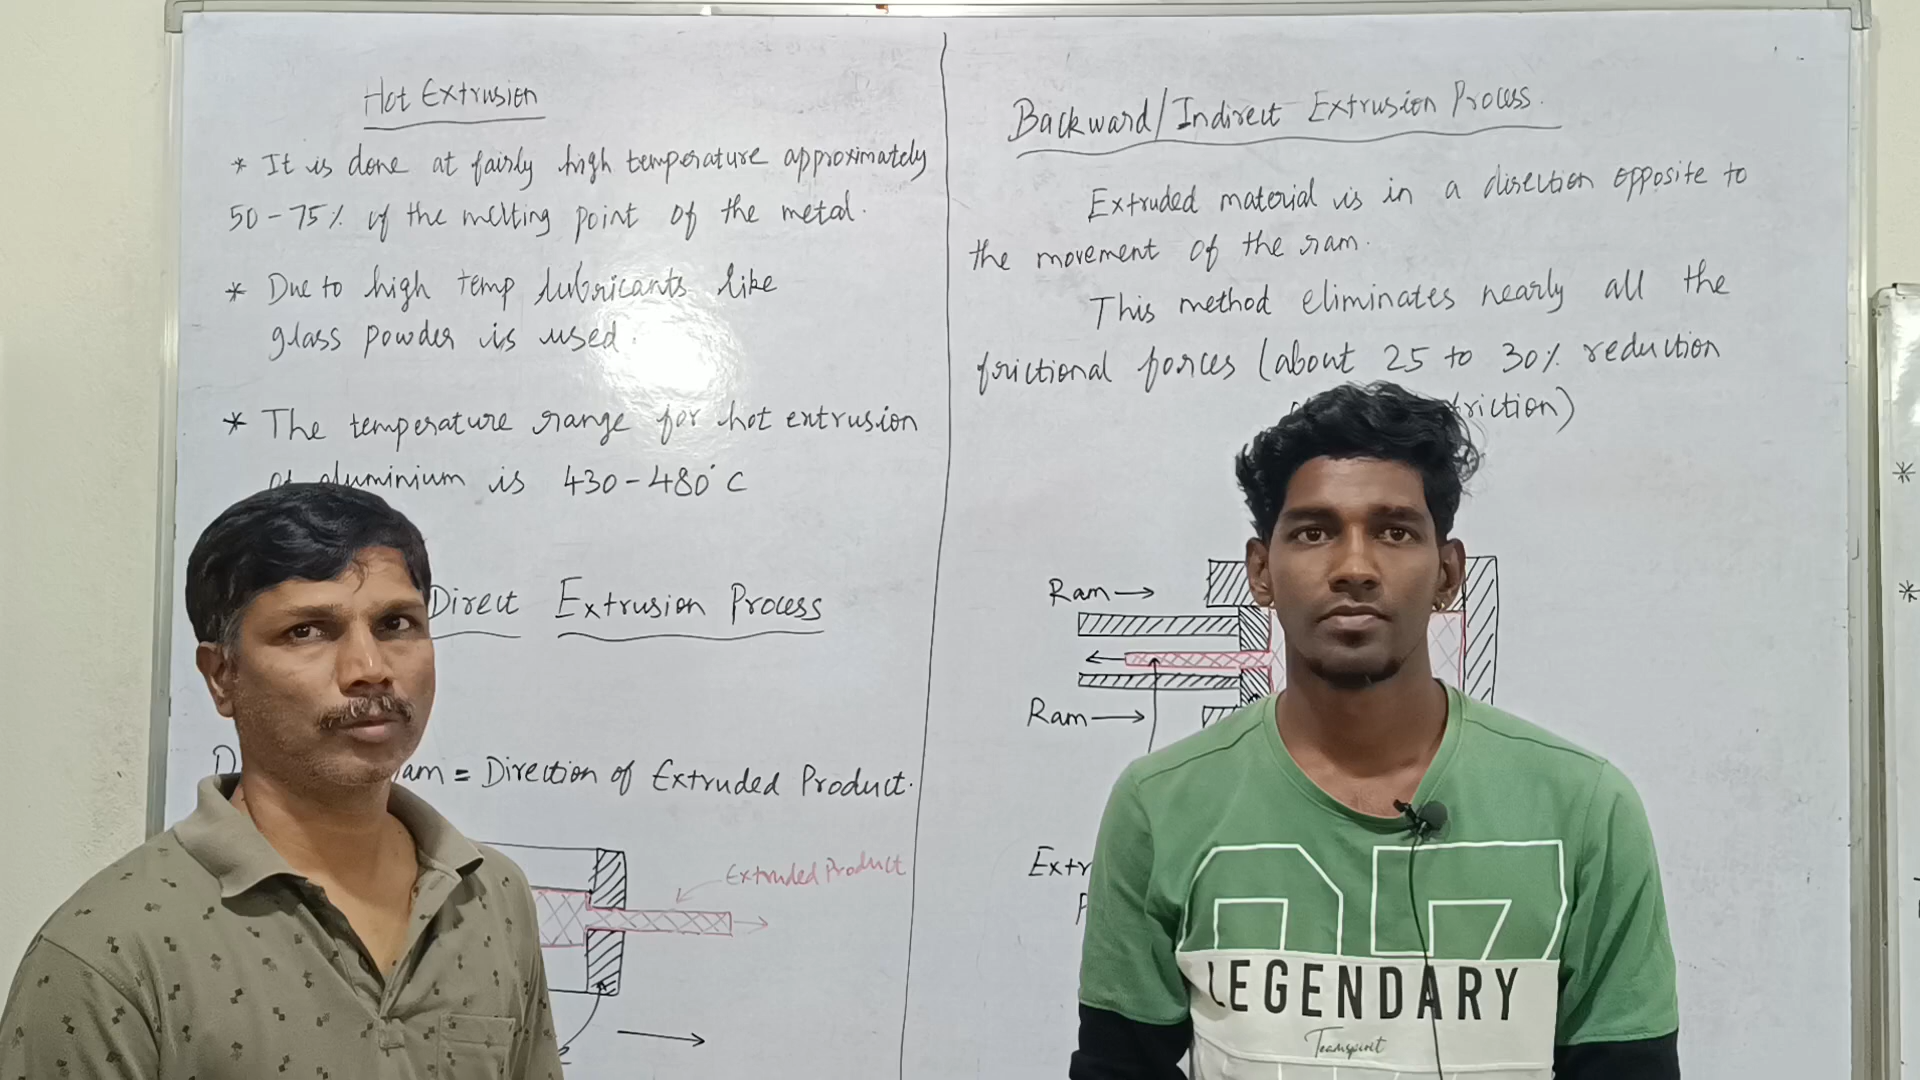 Hot Extrusion
* It is done at fairly high temperature approximately
50-75% of the melting point of the metal.
* Due to high temp lubricants like
glass powder is used.
* The temperature range for hot extrusion
of aluminium is 430-480°C
Direct Extrusion Process
= Direction of Extruded Product.
Extruded Product
Backward/Indirect Extrusion Process.
Extruded material is in a direction opposite to
the movement of the ram.
This method eliminates nearly all the
frictional forces (about 25 to 30% reduction
friction)
Ram
Ram
*
*
LEGENDARY
Teamspirit